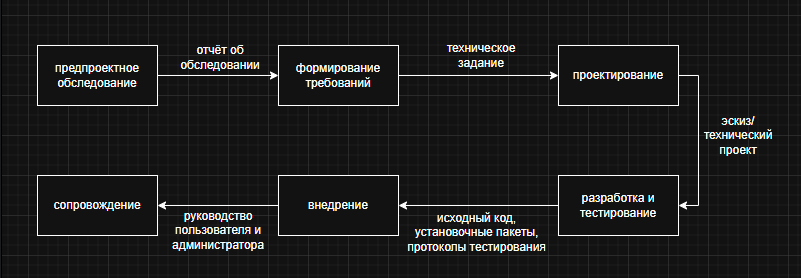 предпроектное
обследование
отчёт об
обследовании
формирование
требований
техническое
задание
проектирование
эскиз/
технический
проект
разработка и
тестирование
исходный код,
установочные пакеты,
протоколы тестирования
внедрение
руководство
пользователя и
администратора
сопровождение